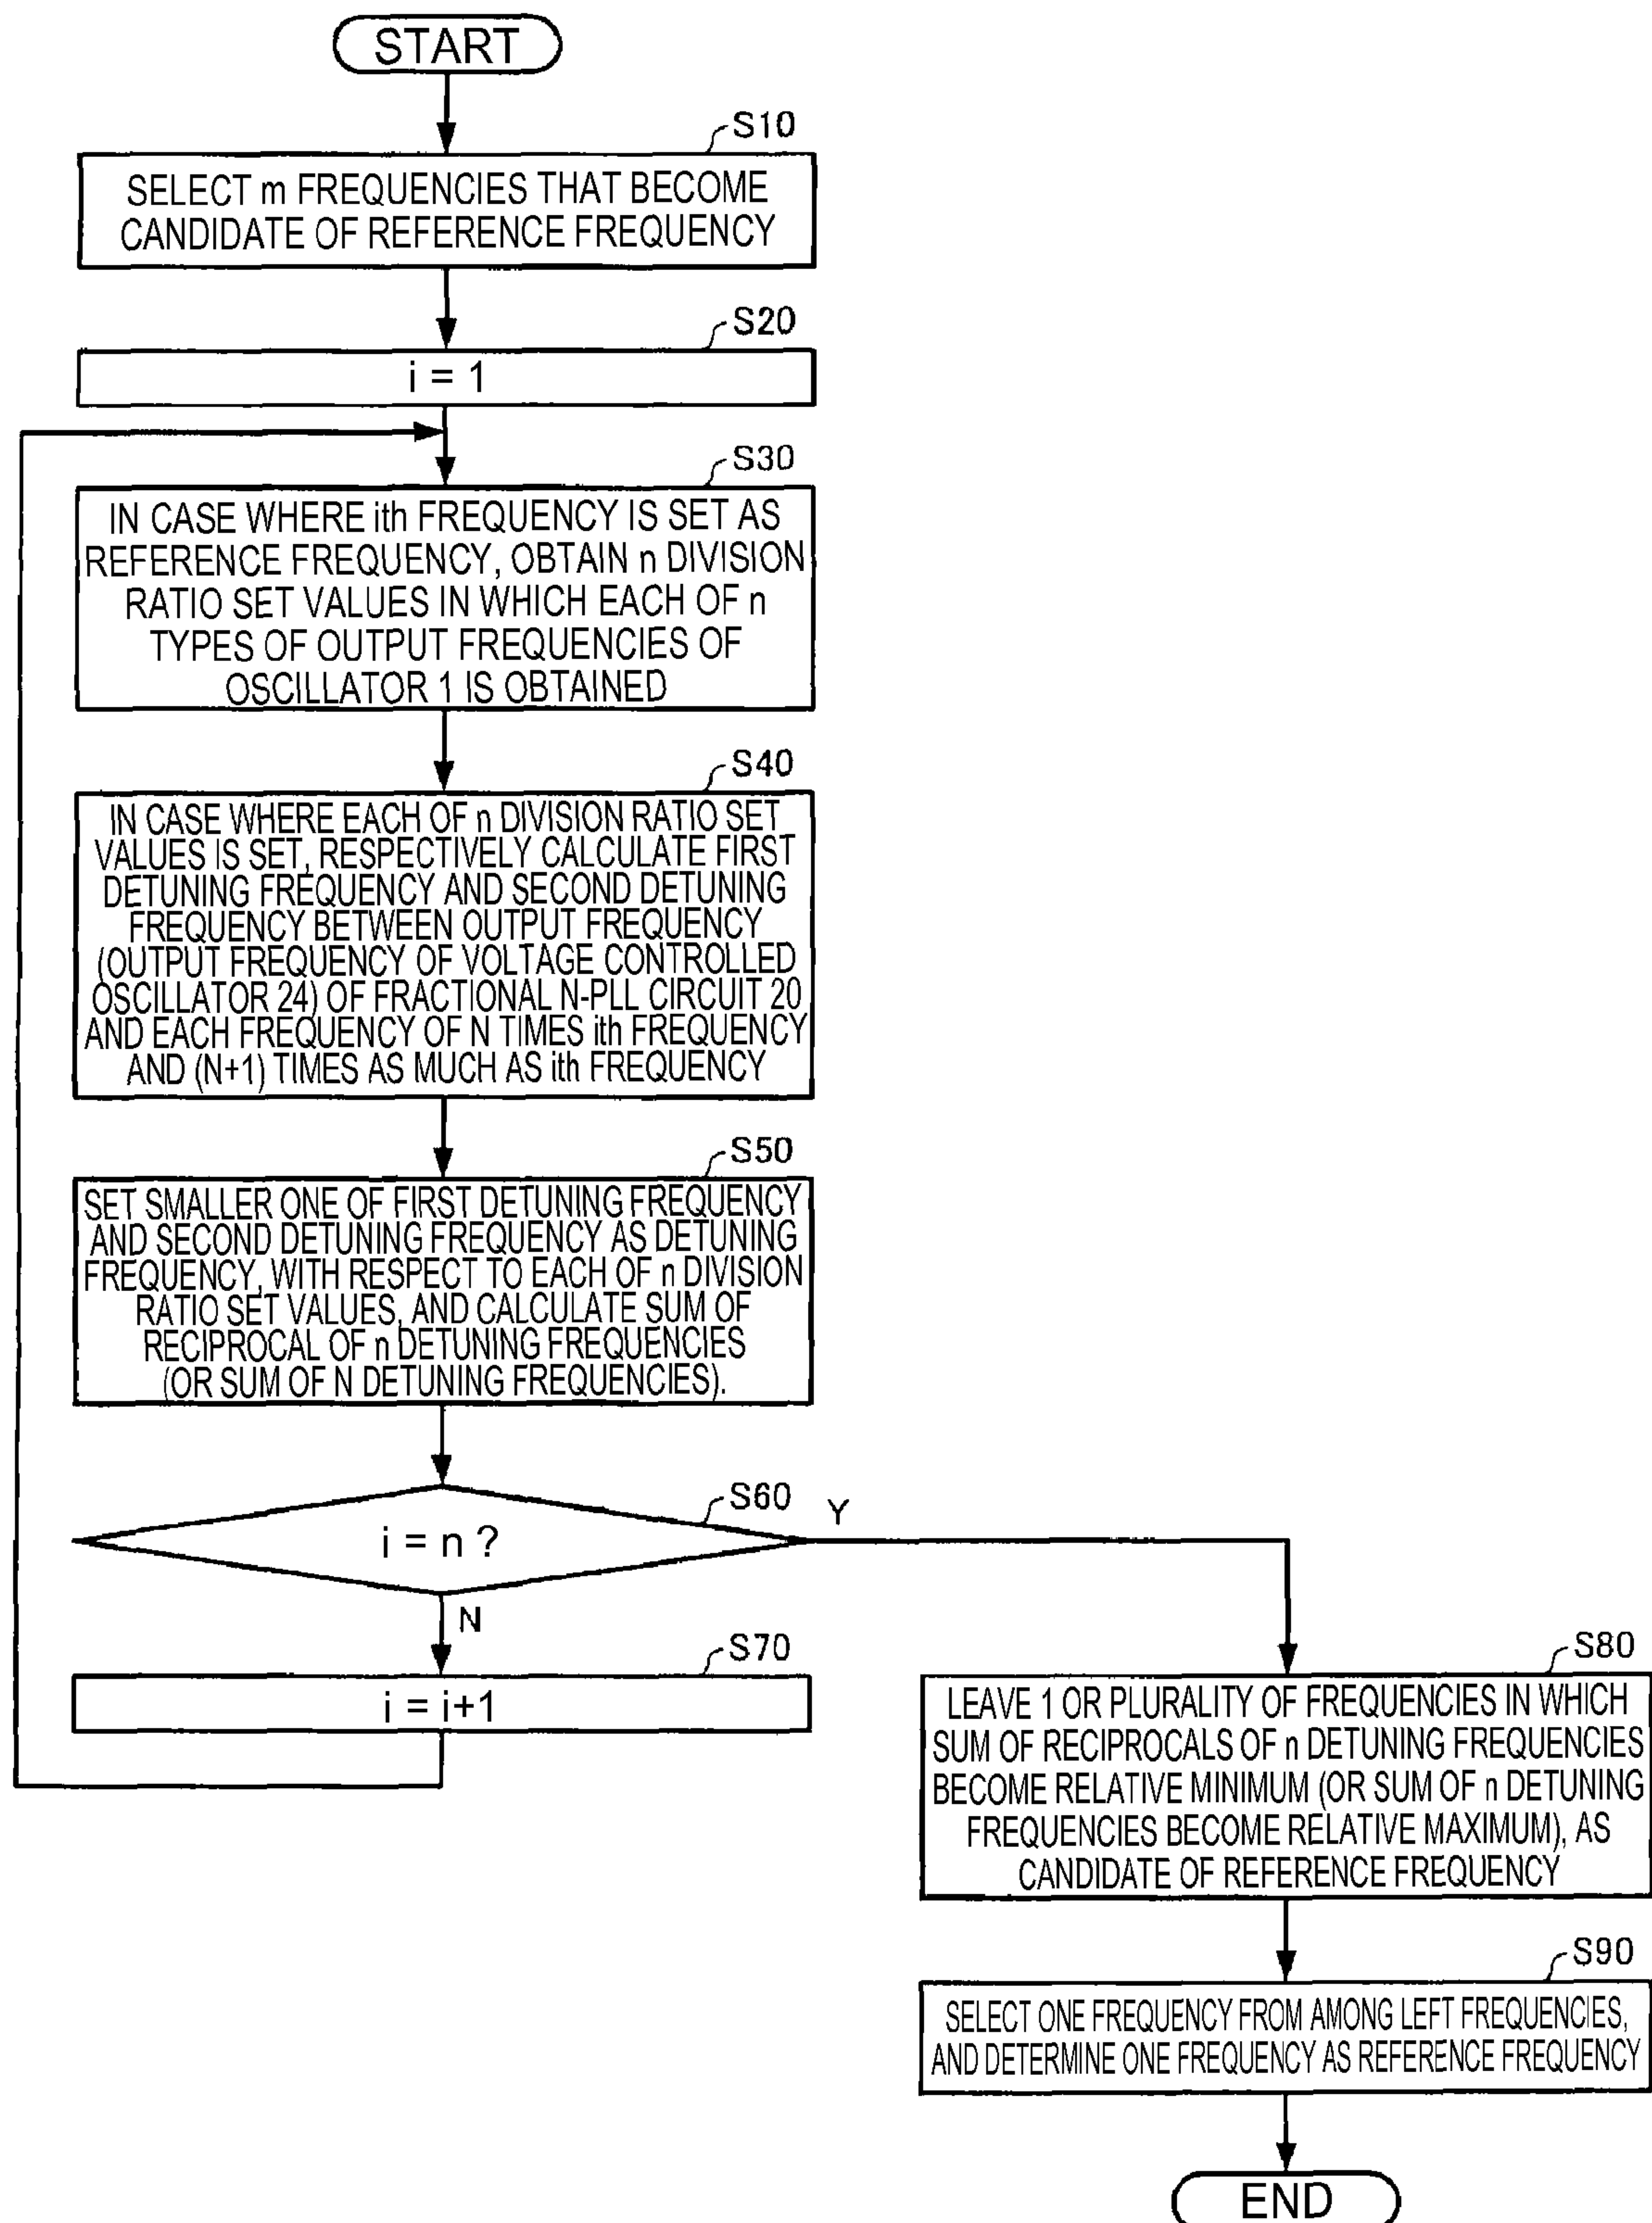 START
S10
SELECT m FREQUENCIES THAT BECOME
CANDIDATE OF REFERENCE FREQUENCY
S20
i = 1
S30
IN CASE WHERE ith FREQUENCY IS SET AS
REFERENCE FREQUENCY, OBTAIN n DIVISION
RATIO SET VALUES IN WHICH EACH OF n
TYPES OF OUTPUT FREQUENCIES OF
OSCILLATOR 1 IS OBTAINED
S40
IN CASE WHERE EACH OF n DIVISION RATIO SET
VALUES IS SET, RESPECTIVELY CALCULATE FIRST
DETUNING FREQUENCY AND SECOND DETUNING
FREQUENCY BETWEEN OUTPUT FREQUENCY
(OUTPUT FREQUENCY OF VOLTAGE CONTROLLED
OSCILLATOR 24) OF FRACTIONAL N-PLL CIRCUIT 20
AND EACH FREQUENCY OF N TIMES ith FREQUENCY
AND (N+1) TIMES AS MUCH AS ith FREQUENCY
S50
SET SMALLER ONE OF FIRST DETUNING FREQUENCY
AND SECOND DETUNING FREQUENCY AS DETUNING
FREQUENCY, WITH RESPECT TO EACH OF n DIVISION
RATIO SET VALUES, AND CALCULATE SUM OF
RECIPROCAL OF n DETUNING FREQUENCIES
(OR SUM OF N DETUNING FREQUENCIES).
S60
i = n ?
Y
N
S70
i = i+1
S80
LEAVE 1 OR PLURALITY OF FREQUENCIES IN WHICH
SUM OF RECIPROCALS OF n DETUNING FREQUENCIES
BECOME RELATIVE MINIMUM (OR SUM OF n DETUNING
FREQUENCIES BECOME RELATIVE MAXIMUM), AS
CANDIDATE OF REFERENCE FREQUENCY
S90
SELECT ONE FREQUENCY FROM AMONG LEFT FREQUENCIES,
AND DETERMINE ONE FREQUENCY AS REFERENCE FREQUENCY
END